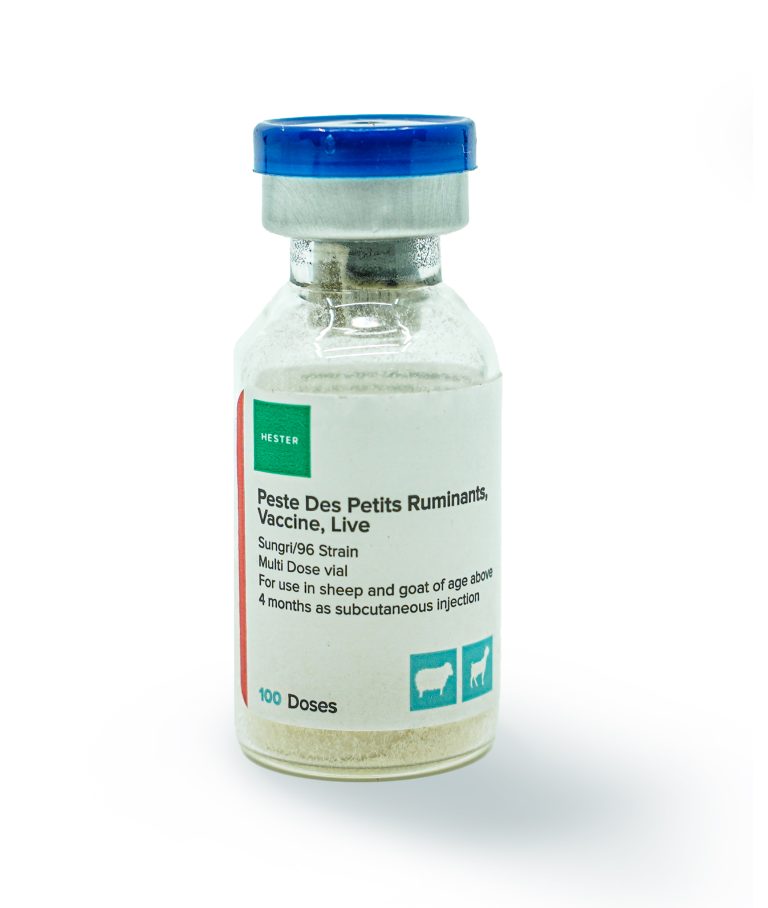 HESTER
Peste Des Petits Ruminants,
Vaccine, Live
Sungri/96 Strain
Multi Dose vial
For use in sheep and goat of age above
4 months as subcutaneous injection
100 Doses